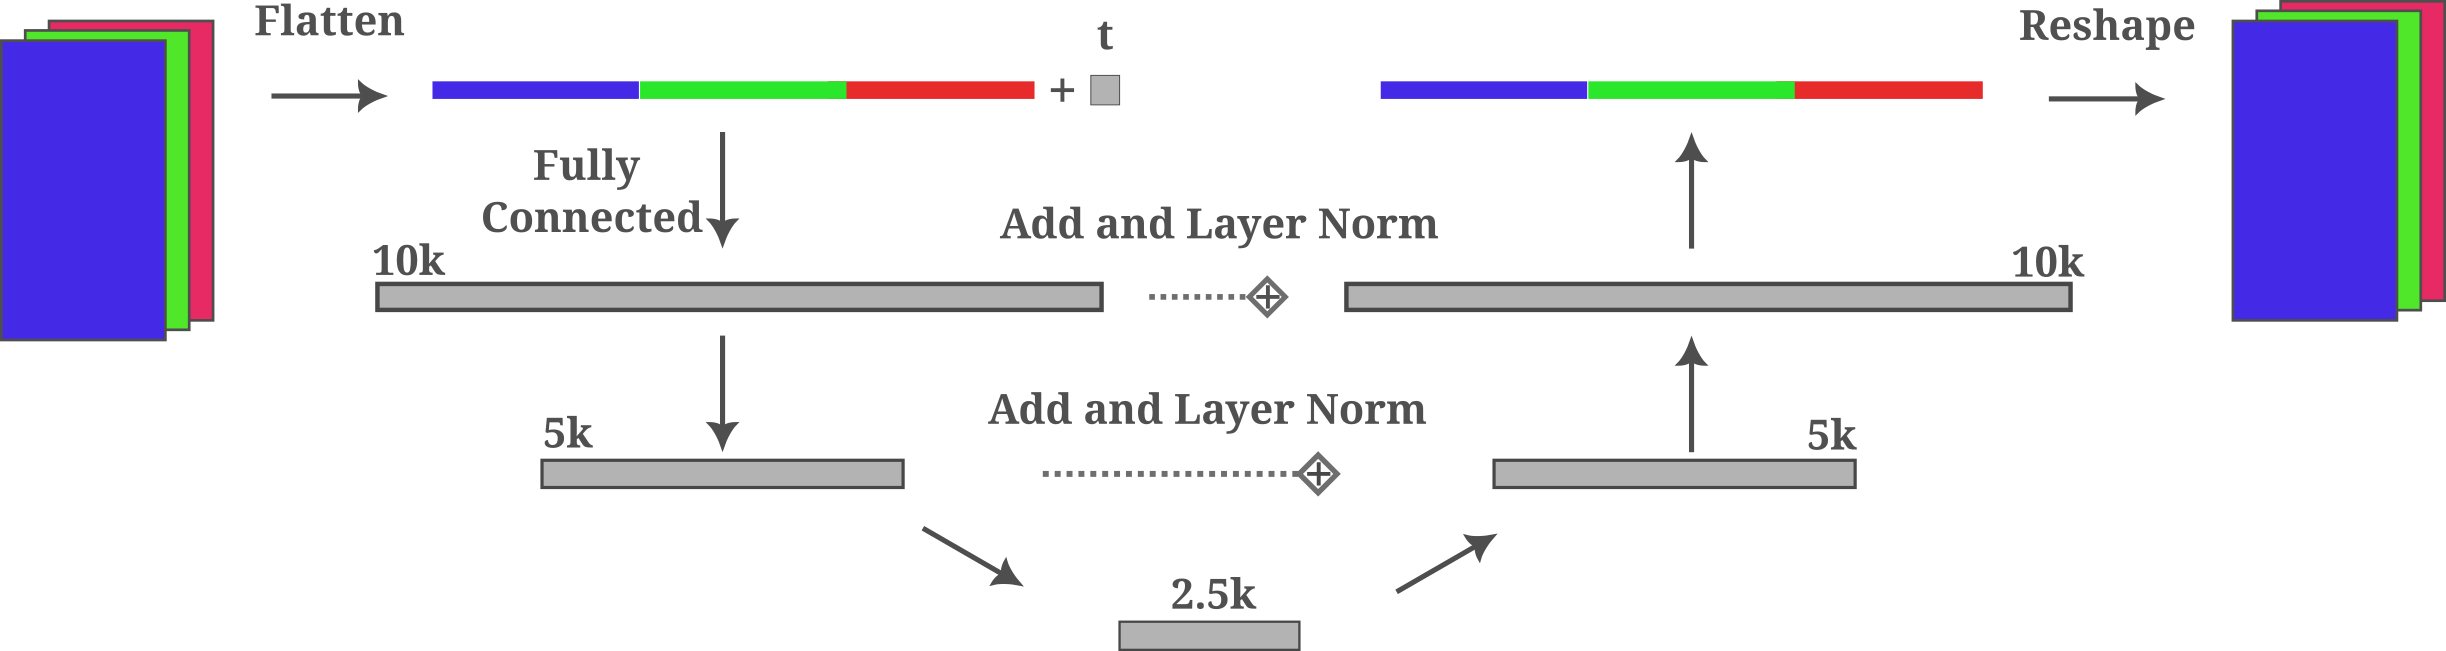 Flatten
t
+
Reshape
Fully
Connected
Add and Layer Norm
10k
10k
Add and Layer Norm
5k
5k
2.5k